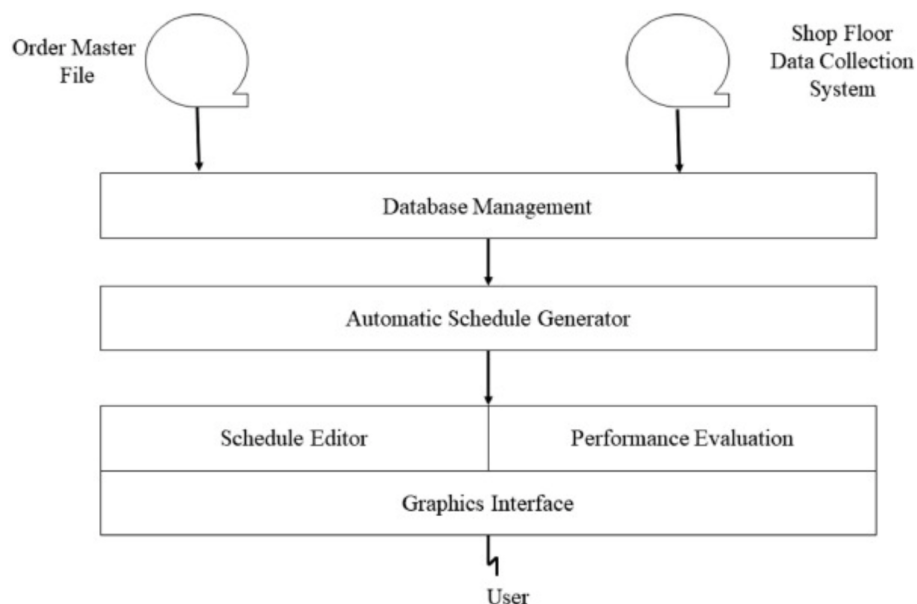 Order Master
File
Shop Floor
Data Collection
System
Database Management
Automatic Schedule Generator
Schedule Editor
Performance Evaluation
Graphics Interface
User